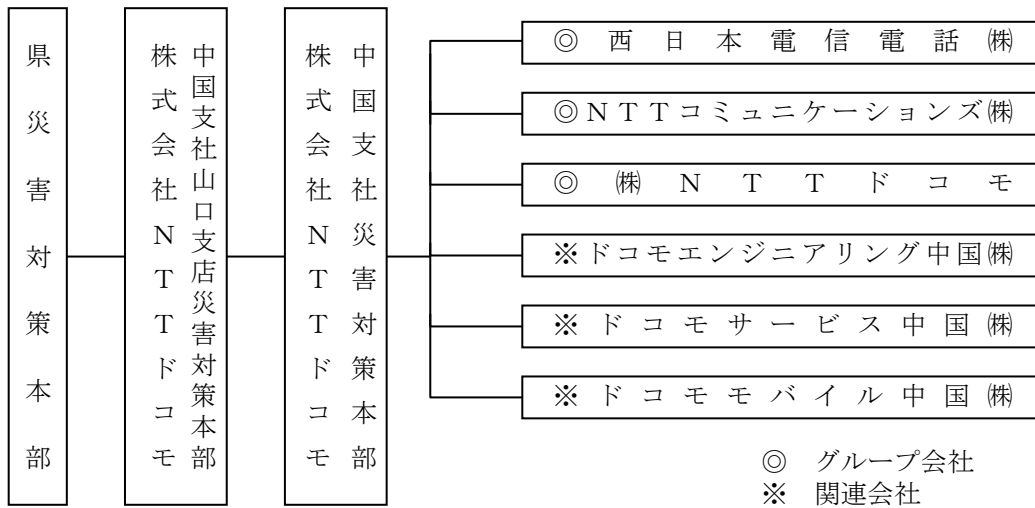 県災害対策本部
株式会社NTTドコモ
中国支社山口支店災害対策本部
株式会社NTTドコモ
中国支社災害対策本部
◎西日本電信電話㈱
◎NTTコミュニケーションズ㈱
◎㈱NTTドコモ
※ドコモエンジニアリング中国㈱
※ドコモサービス中国㈱
※ドコモモバイル中国㈱
◎ グループ会社
※ 関連会社